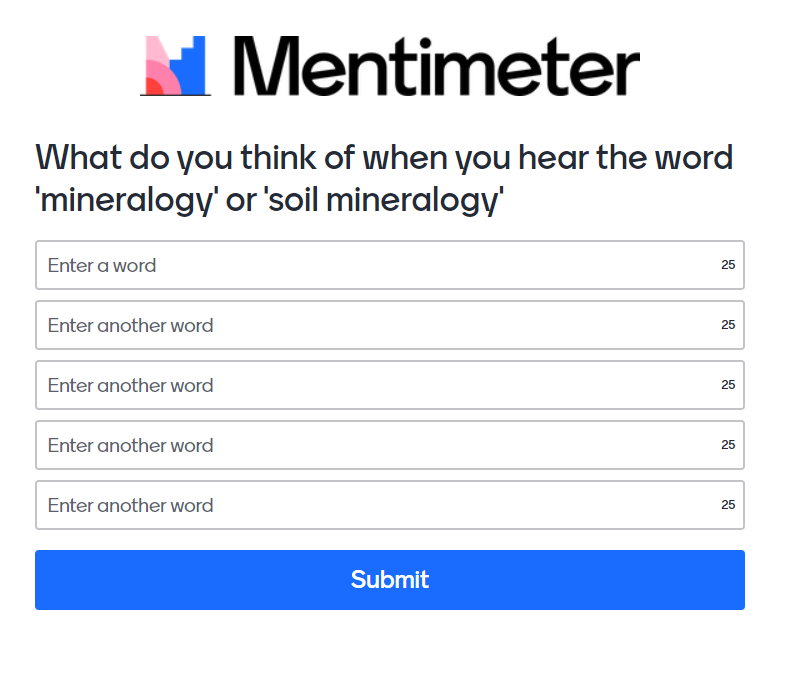 Mentimeter
What do you think of when you hear the word
'mineralogy' or 'soil mineralogy'
Enter a word 25
Enter another word 25
Enter another word 25
Enter another word 25
Enter another word 25
Submit